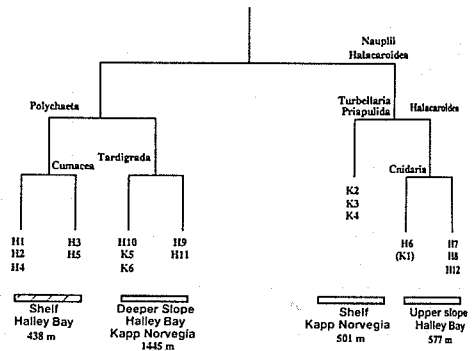 Nauplii
Halacaroidea
Polychaeta
Turbellaria
Priapulida
Halacaroidea
Cumacea
Tardigrada
Cnidaria
H1
H2
H4
H3
H5
H10
K5
K6
H9
H11
K2
K3
K4
H6
(K1)
H7
H8
H12
Shelf
Halley Bay
438 m
Deeper Slope
Halley Bay
Kapp Norvegia
1445 m
Shelf
Kapp Norvegia
501 m
Upper slope
Halley Bay
577 m